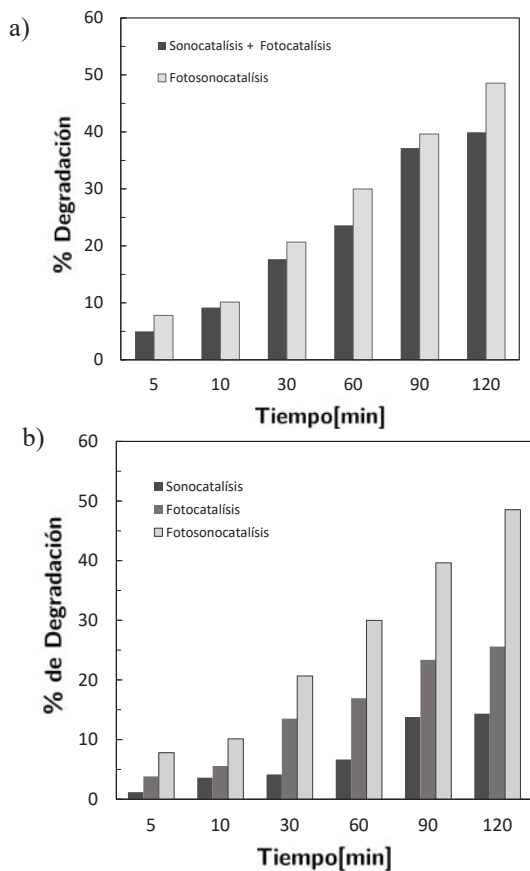 a)
60
50
40
30
20
10
0
% Degradación
Sonocatalísis + Fotocatalísis
Fotosonocatalísis
5 10 30 60 90 120
Tiempo[min]
b)
60
50
40
30
20
10
0
% de Degradación
Sonocatalísis
Fotocatalísis
Fotosonocatalísis
5 10 30 60 90 120
Tiempo[min]